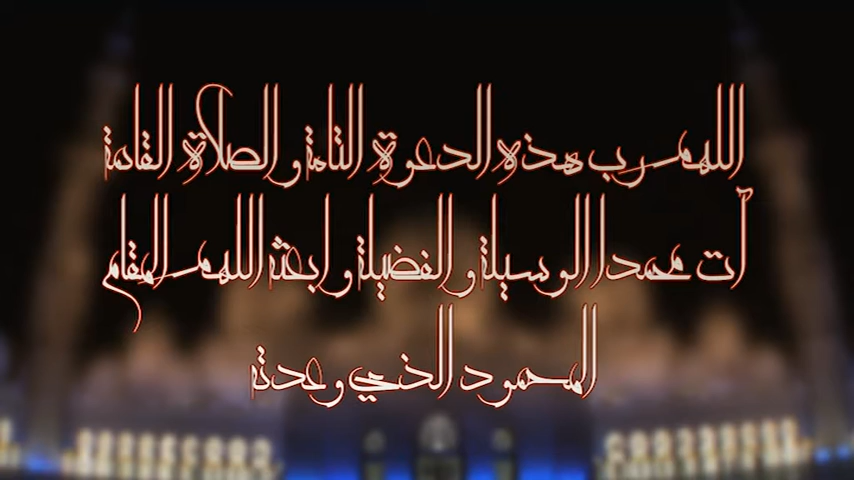 اللهم رب هذه الدعوة التامة والصلاة القائمة
آت محمدا الوسيلة والفضيلة وابعثه اللهم المقام
المحمود الذي وعدته